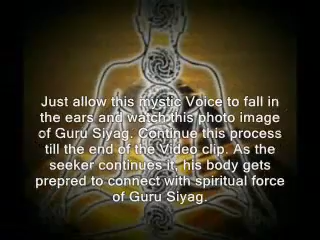 Just allow this mystic Voice to fall in
the ears and watch this photo image
of Guru Siyag. Continue this process
till the end of the Video clip. As the
seeker continues it, his body gets
prepred to connect with spiritual force
of Guru Siyag.